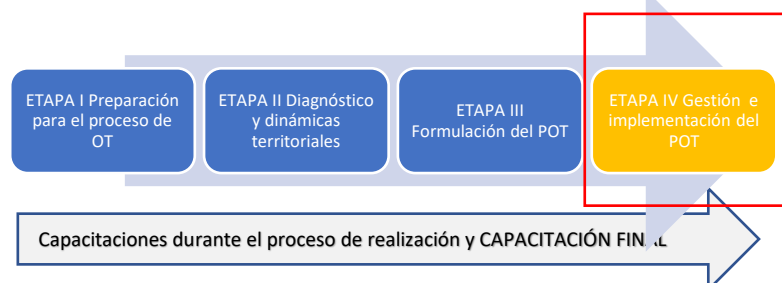 ETAPA I Preparación
para el proceso de
OT
ETAPA II Diagnóstico
y dinámicas
territoriales
ETAPA III
Formulación del POT
ETAPA IV Gestión e
implementación del
POT
Capacitaciones durante el proceso de realización y CAPACITACIÓN FINAL